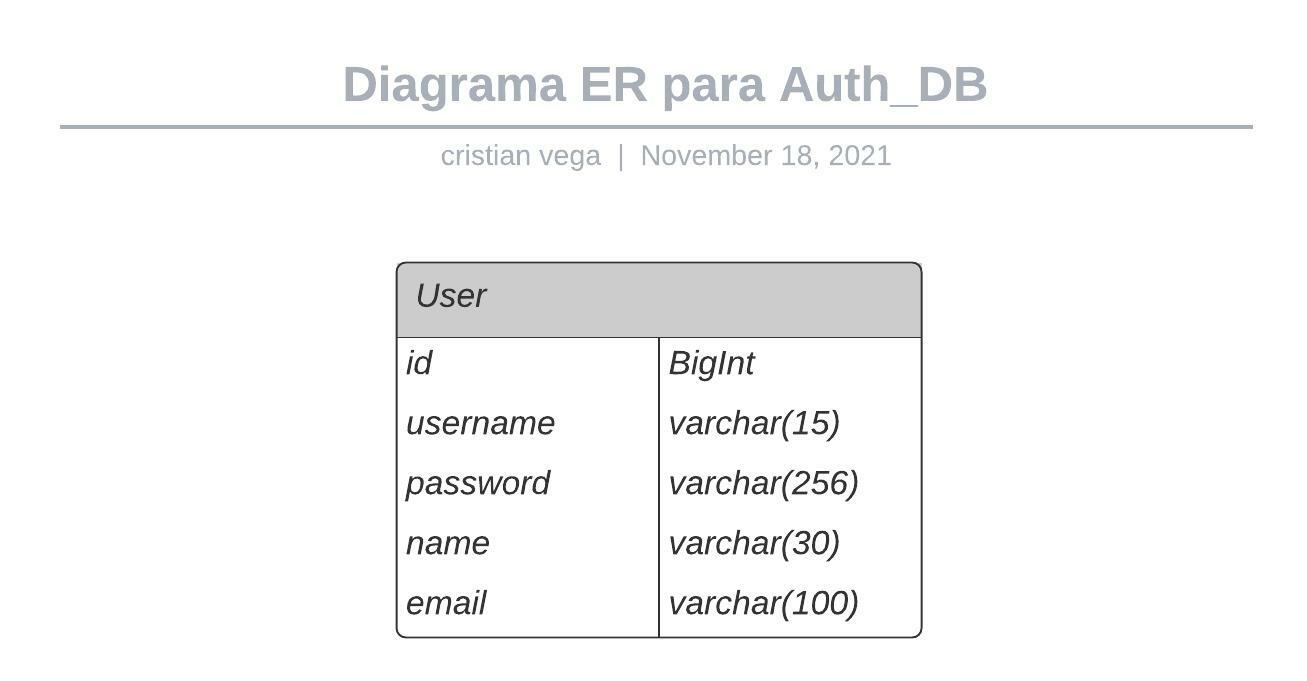 Diagrama ER para Auth_DB
cristian vega | November 18, 2021
User
id BigInt
username varchar(15)
password varchar(256)
name varchar(30)
email varchar(100)